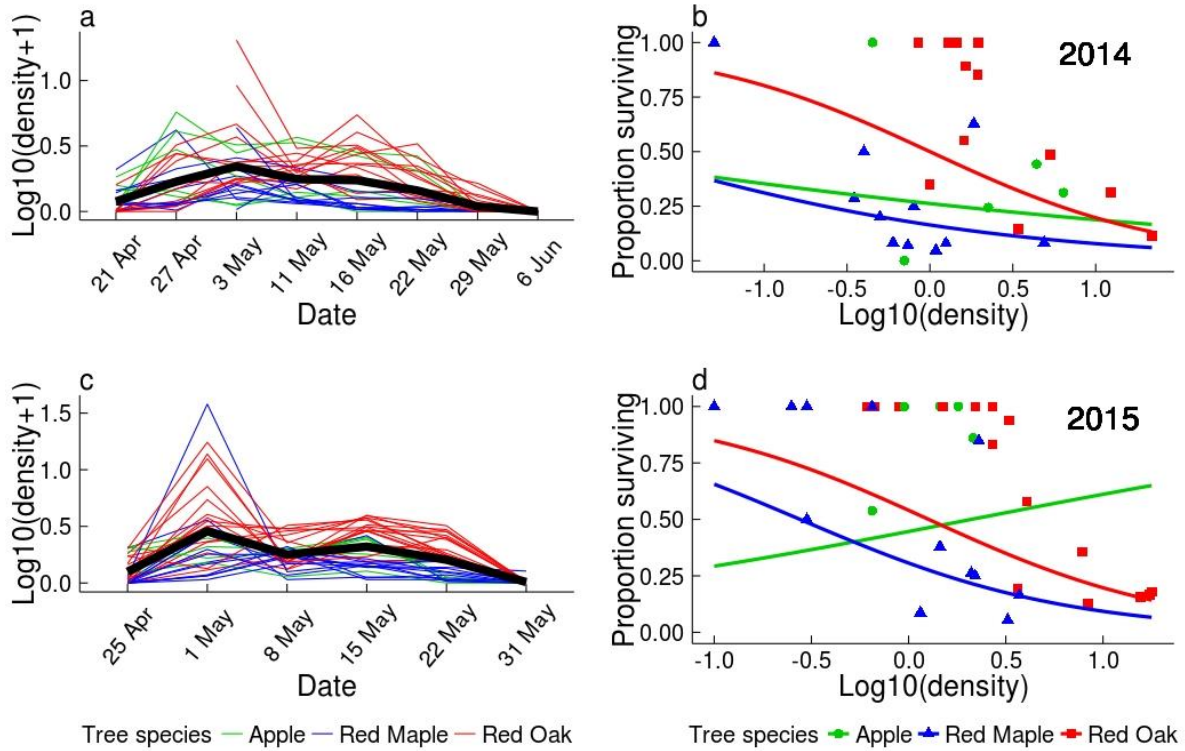 a
Log10(density+1)
1.0
0.5
0.0
21 Apr
27 Apr
3 May
11 May
16 May
22 May
29 May
6 Jun
Date
b
2014
Proportion surviving
1.00
0.75
0.50
0.25
0.00
-1.0
-0.5
0.0
0.5
1.0
Log10(density)
c
Log10(density+1)
1.5
1.0
0.5
0.0
25 Apr
1 May
8 May
15 May
22 May
31 May
Date
d
2015
Proportion surviving
1.00
0.75
0.50
0.25
0.00
-1.0
-0.5
0.0
0.5
1.0
Log10(density)
Tree species Apple Red Maple Red Oak
Tree species Apple Red Maple Red Oak